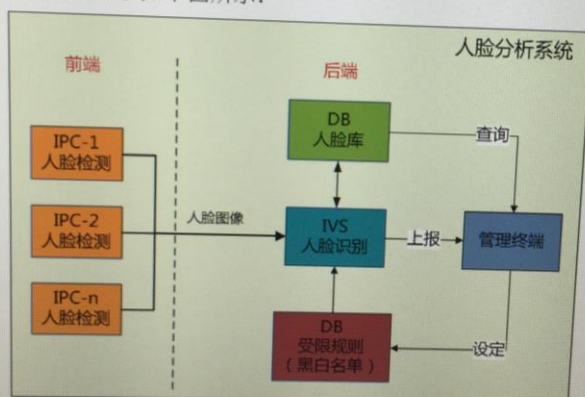 人脸分析系统
前端
后端
IPC-1
人脸检测
IPC-2
人脸检测
IPC-n
人脸检测
人脸图像
DB
人脸库
IVS
人脸识别
DB
受限规则
（黑白名单）
查询
上报
管理终端
设定